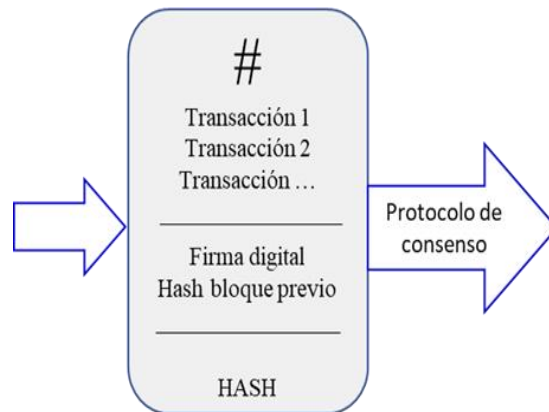 #
Transacción 1
Transacción 2
Transacción …
Firma digital
Hash bloque previo
HASH
Protocolo de
consenso